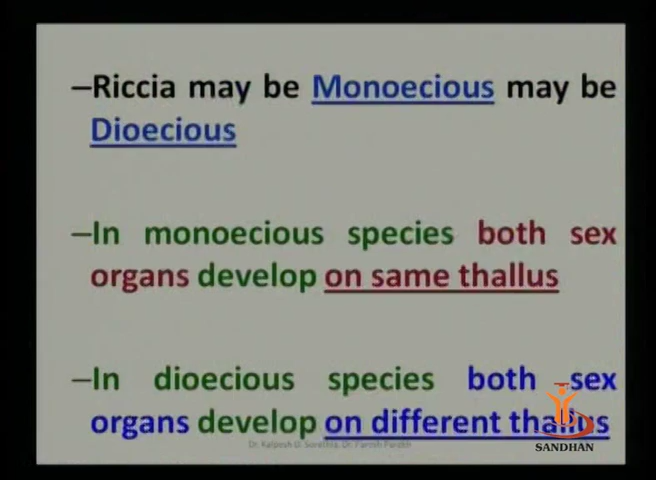 –Riccia may be Monoecious may be
Dioecious
–In monoecious species both sex
organs develop on same thallus
–In dioecious species both sex
organs develop on different thallus
SANDHAN